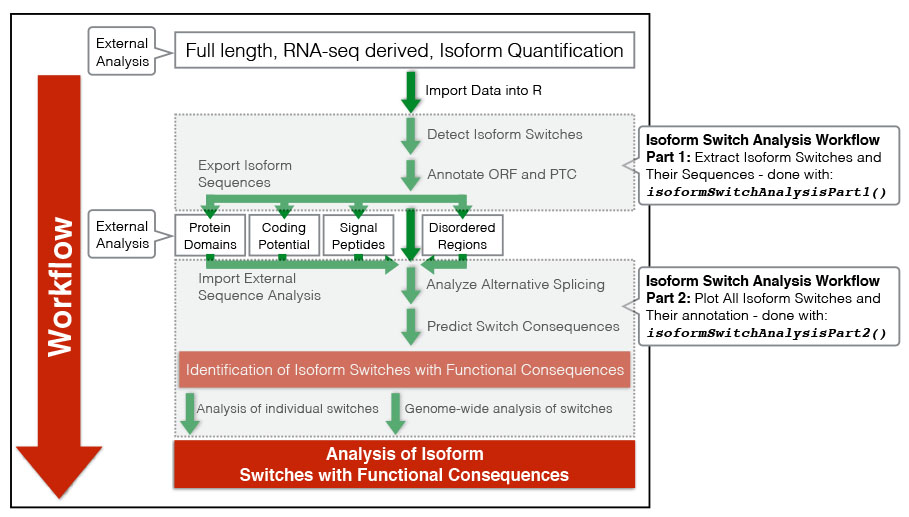 External
Analysis
Full length, RNA-seq derived, Isoform Quantification
Import Data into R
Detect Isoform Switches
Annotate ORF and PTC
Export Isoform
Sequences
Isoform Switch Analysis Workflow
Part 1: Extract Isoform Switches and
Their Sequences - done with:
isoformSwitchAnalysisPart1()
External
Analysis
Protein
Domains
Coding
Potential
Signal
Peptides
Disordered
Regions
Import External
Sequence Analysis
Analyze Alternative Splicing
Predict Switch Consequences
Isoform Switch Analysis Workflow
Part 2: Plot All Isoform Switches and
Their annotation - done with:
isoformSwitchAnalysisPart2()
Workflow
Identification of Isoform Switches with Functional Consequences
Analysis of individual switches
Genome-wide analysis of switches
Analysis of Isoform
Switches with Functional Consequences